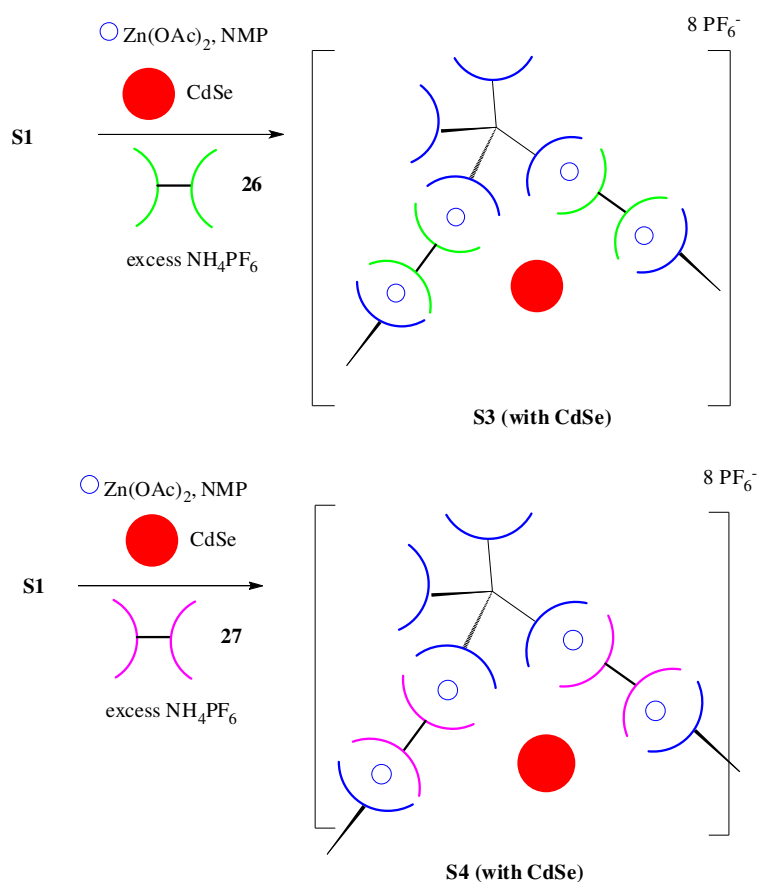 Zn(OAc)2, NMP
8 PF6-
CdSe
S1
26
excess NH4PF6
S3 (with CdSe)
Zn(OAc)2, NMP
8 PF6-
CdSe
S1
27
excess NH4PF6
S4 (with CdSe)